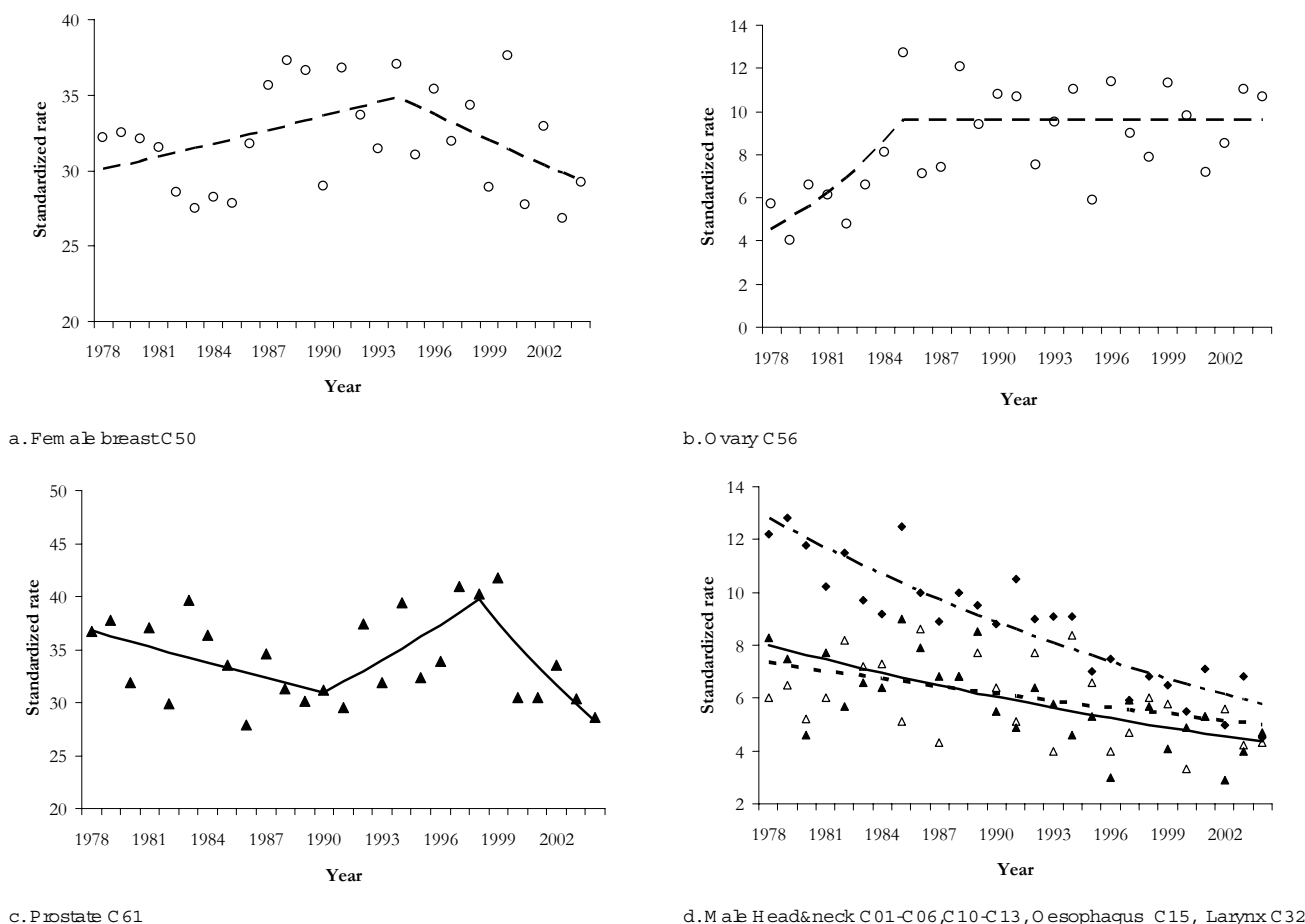 40
35
30
25
20
Standardized rate
1978 1981 1984 1987 1990 1993 1996 1999 2002
Year
a. Female breast C50
14
12
10
8
6
4
2
0
Standardized rate
1978 1981 1984 1987 1990 1993 1996 1999 2002
Year
b. Ovary C56
50
45
40
35
30
25
20
Standardized rate
1978 1981 1984 1987 1990 1993 1996 1999 2002
Year
c. Prostate C61
14
12
10
8
6
4
2
Standardized rate
1978 1981 1984 1987 1990 1993 1996 1999 2002
Year
d. Male Head&neck C01-C06,C10-C13, Oesophagus C15, Larynx C32